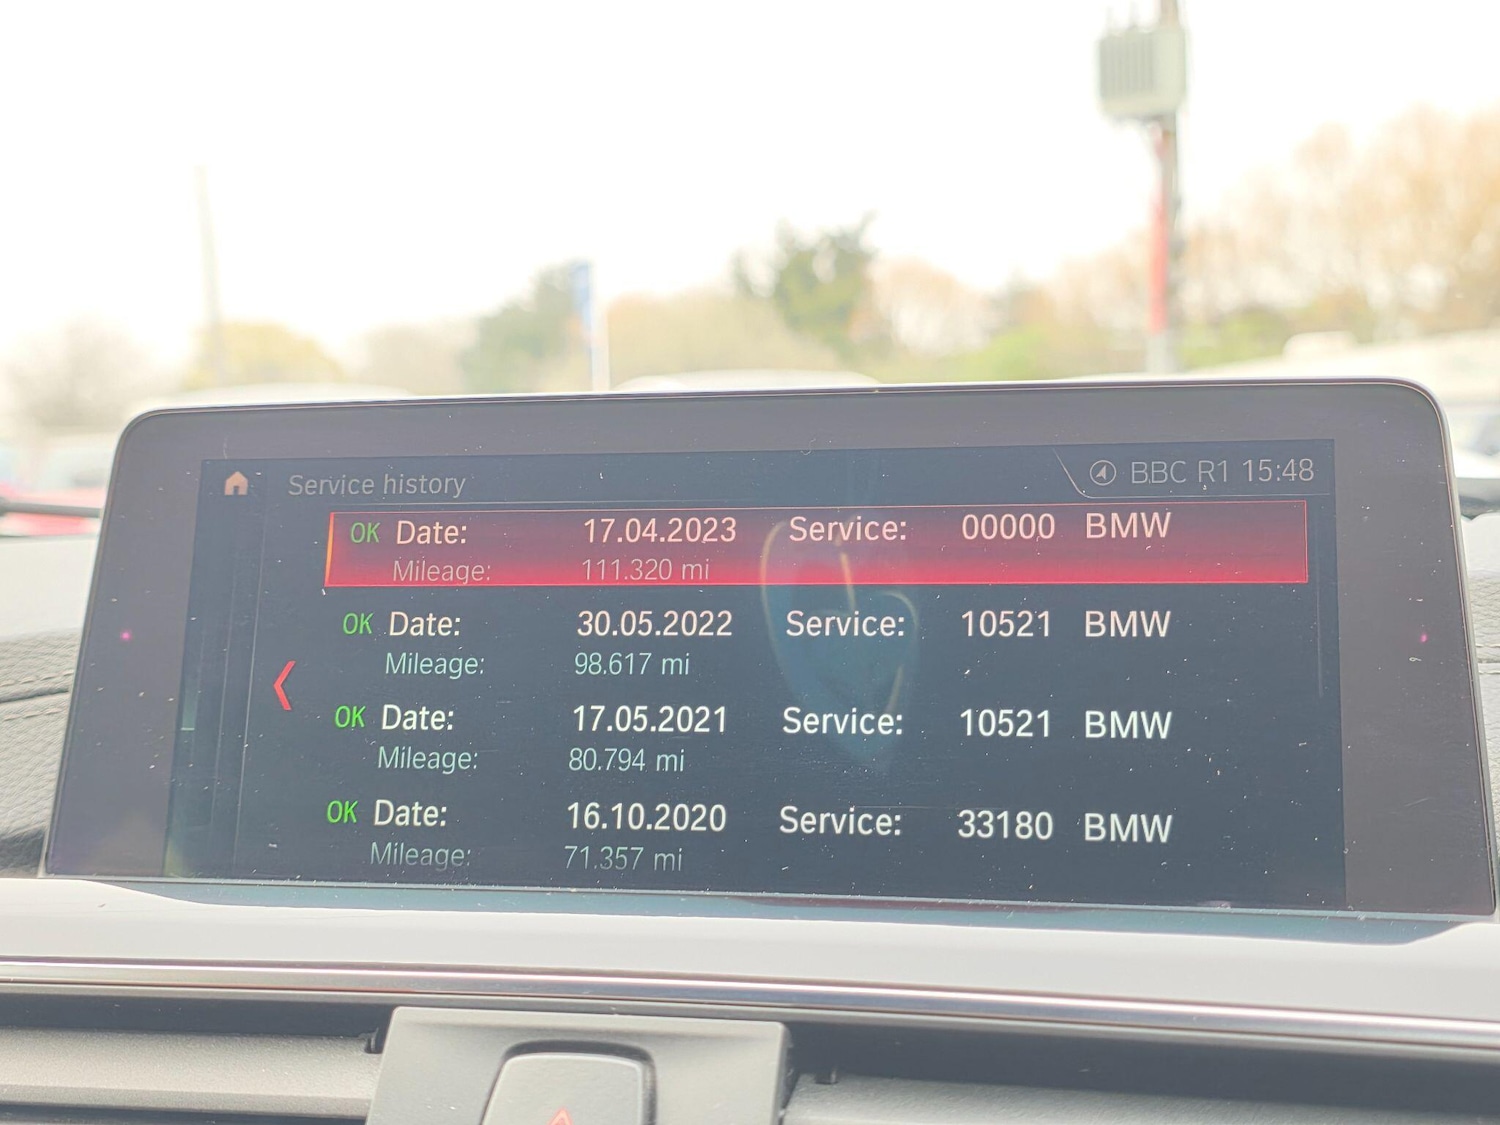 Service history BBC R1 15:48
OK Date: 17.04.2023 Service: 00000 BMW
Mileage: 111.320 mi
OK Date: 30.05.2022 Service: 10521 BMW
Mileage: 98.617 mi
OK Date: 17.05.2021 Service: 10521 BMW
Mileage: 80.794 mi
OK Date: 16.10.2020 Service: 33180 BMW
Mileage: 71.357 mi